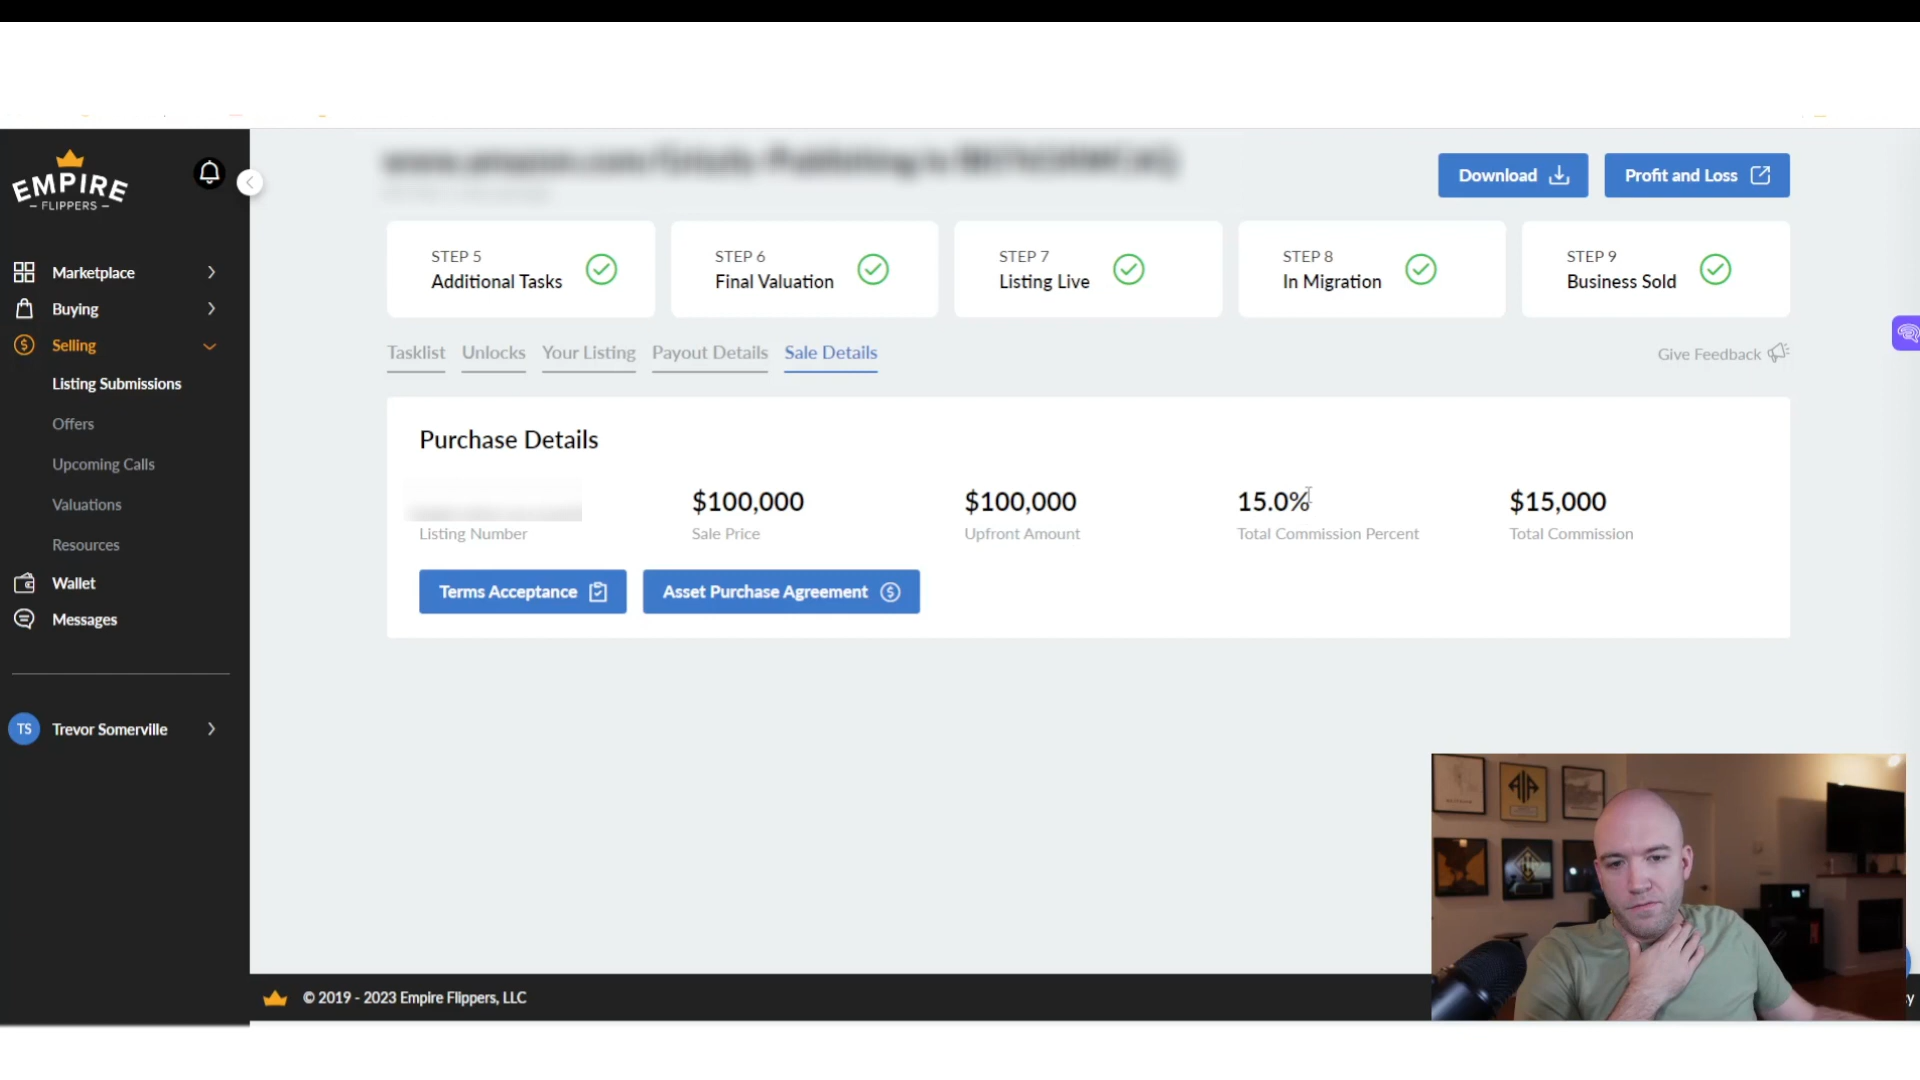 EMPIRE
– FLIPPERS –
Marketplace
Buying
Selling
Listing Submissions
Offers
Upcoming Calls
Valuations
Resources
Wallet
Messages
TS Trevor Somerville
Download
Profit and Loss
STEP 5
Additional Tasks
STEP 6
Final Valuation
STEP 7
Listing Live
STEP 8
In Migration
STEP 9
Business Sold
Tasklist Unlocks Your Listing Payout Details Sale Details
Give Feedback
Purchase Details
$100,000 $100,000 15.0% $15,000
Listing Number Sale Price Upfront Amount Total Commission Percent Total Commission
Terms Acceptance Asset Purchase Agreement
© 2019 - 2023 Empire Flippers, LLC